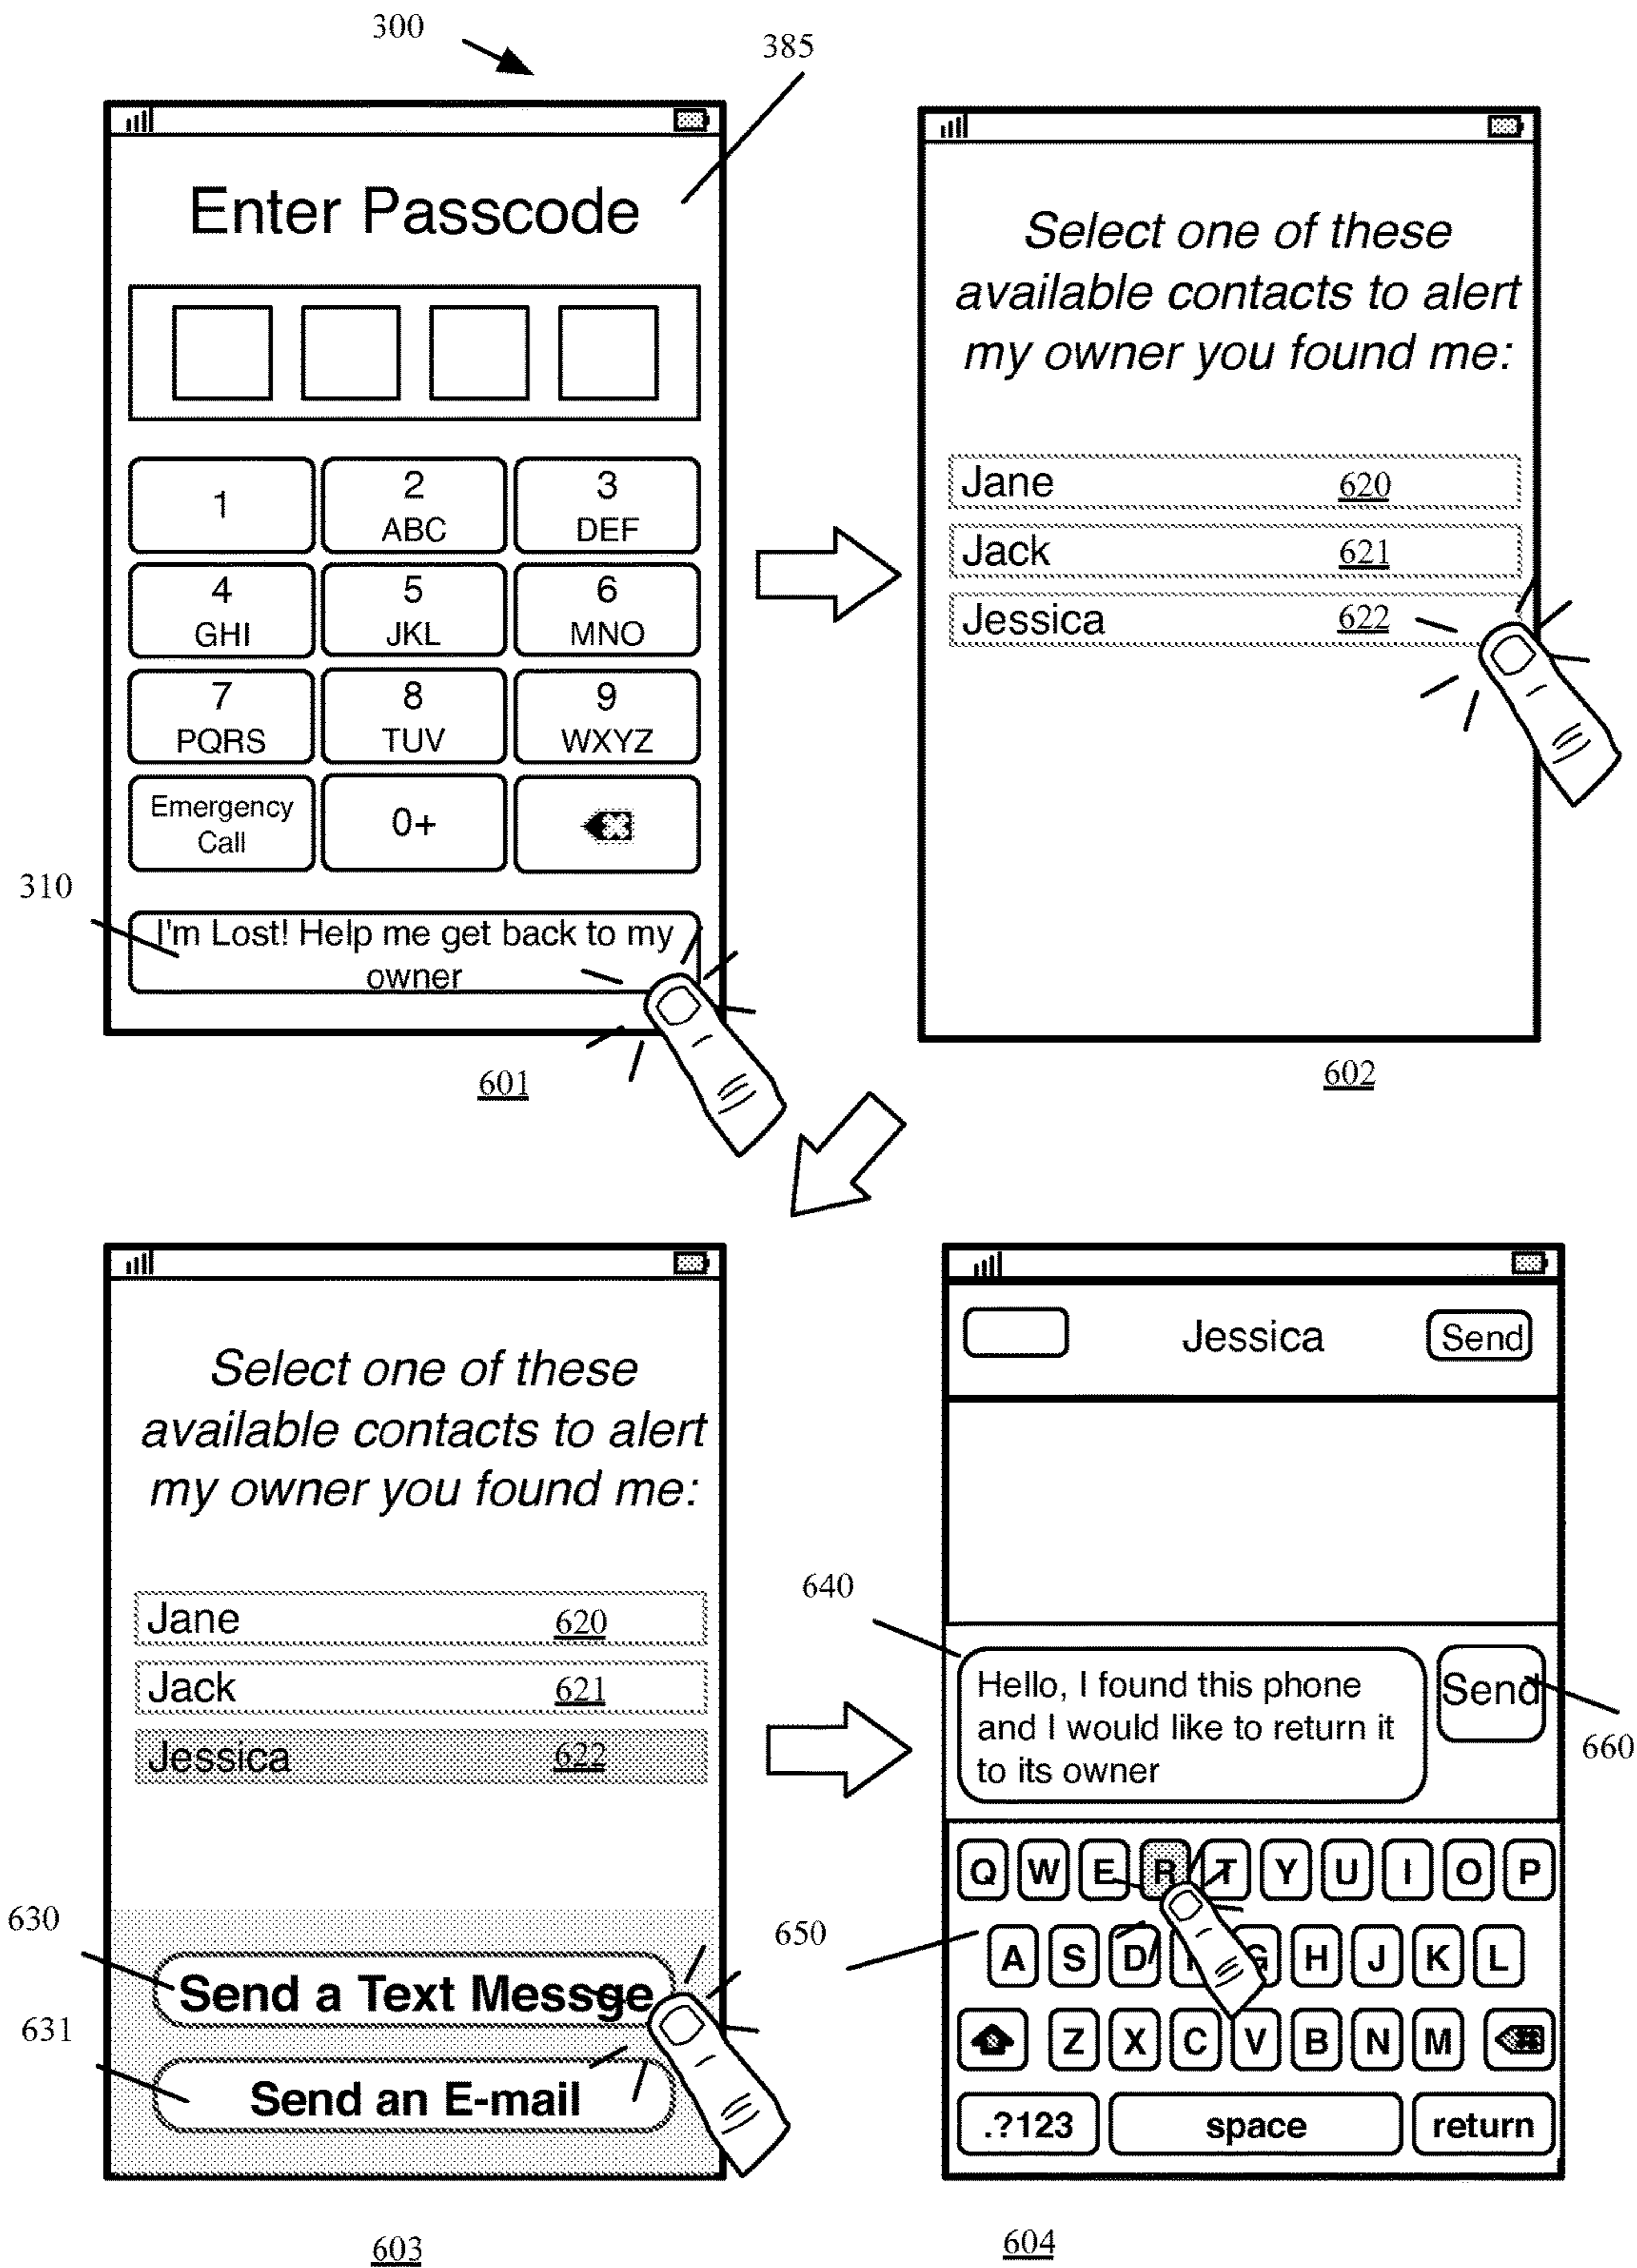 300
385
Enter Passcode
1
2
ABC
3
DEF
4
GHI
5
JKL
6
MNO
7
PQRS
8
TUV
9
WXYZ
Emergency
Call
0+
310
I'm Lost! Help me get back to my
owner
601
Select one of these
available contacts to alert
my owner you found me:
Jane 620
Jack 621
Jessica 622
602
Select one of these
available contacts to alert
my owner you found me:
Jane 620
Jack 621
Jessica 622
630
Send a Text Messge
631
Send an E-mail
603
Jessica Send
640
Hello, I found this phone
and I would like to return it
to its owner
Send
660
Q W E R T Y U I O P
650
A S D G H J K L
Z X C V B N M
.?123 space return
604